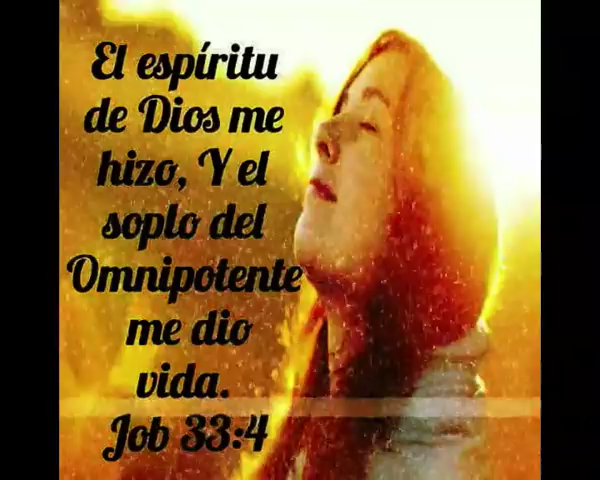 El espíritu
de Dios me
hizo, Y el
soplo del
Omnipotente
me dio
vida.
Job 33:4